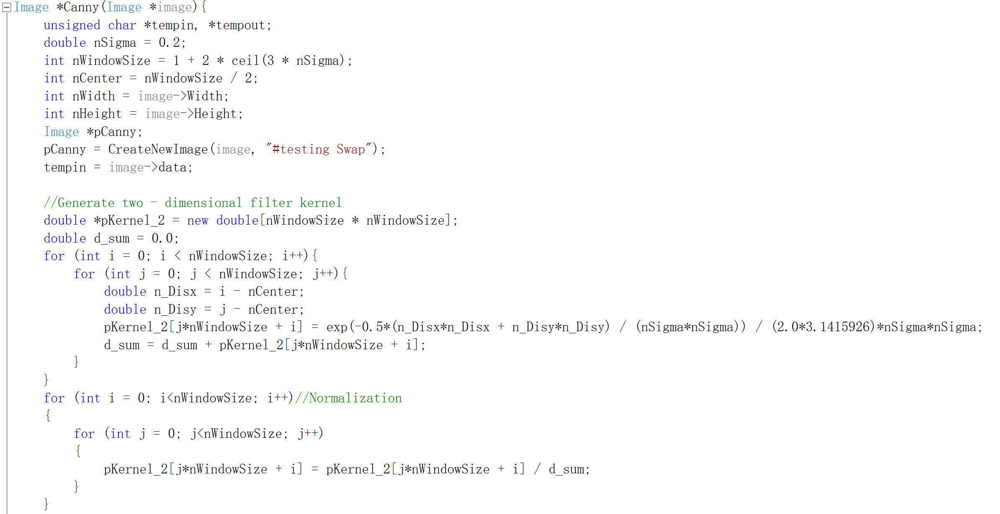 Image *Canny(Image *image){
    unsigned char *tempin, *tempout;
    double nSigma = 0.2;
    int nWindowSize = 1 + 2 * ceil(3 * nSigma);
    int nCenter = nWindowSize / 2;
    int nWidth = image->Width;
    int nHeight = image->Height;
    Image *pCanny;
    pCanny = CreateNewImage(image, "#testing Swap");
    tempin = image->data;

    //Generate two - dimensional filter kernel
    double *pKernel_2 = new double[nWindowSize * nWindowSize];
    double d_sum = 0.0;
    for (int i = 0; i < nWindowSize; i++){
        for (int j = 0; j < nWindowSize; j++){
            double n_Disx = i - nCenter;
            double n_Disy = j - nCenter;
            pKernel_2[j*nWindowSize + i] = exp(-0.5*(n_Disx*n_Disx + n_Disy*n_Disy) / (nSigma*nSigma)) / (2.0*3.1415926)*nSigma*nSigma;
            d_sum = d_sum + pKernel_2[j*nWindowSize + i];
        }
    }
    for (int i = 0; i<nWindowSize; i++)//Normalization
    {
        for (int j = 0; j<nWindowSize; j++)
        {
            pKernel_2[j*nWindowSize + i] = pKernel_2[j*nWindowSize + i] / d_sum;
        }
    }